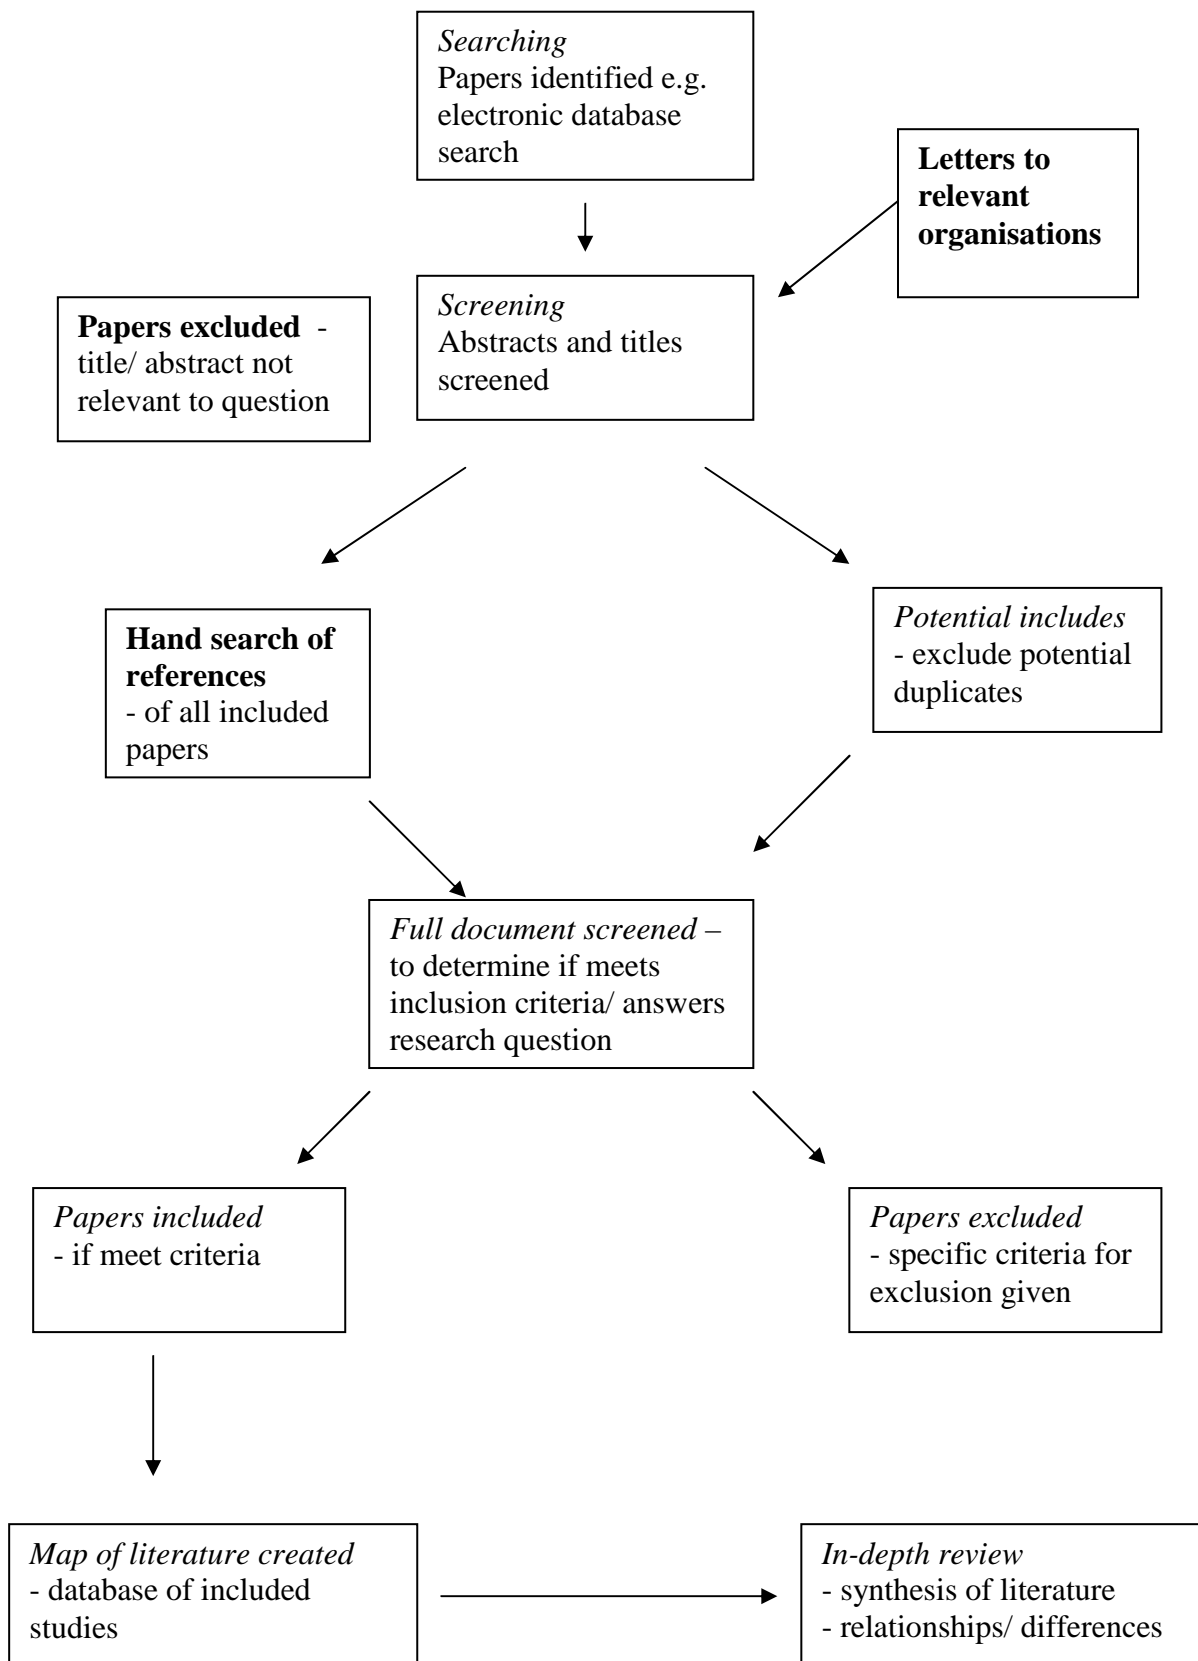 Searching
Papers identified e.g.
electronic database
search
Letters to
relevant
organisations
Screening
Abstracts and titles
screened
Papers excluded -
title/ abstract not
relevant to question
Hand search of
references
- of all included
papers
Potential includes
- exclude potential
duplicates
Full document screened –
to determine if meets
inclusion criteria/ answers
research question
Papers included
- if meet criteria
Papers excluded
- specific criteria for
exclusion given
Map of literature created
- database of included
studies
In-depth review
- synthesis of literature
- relationships/ differences